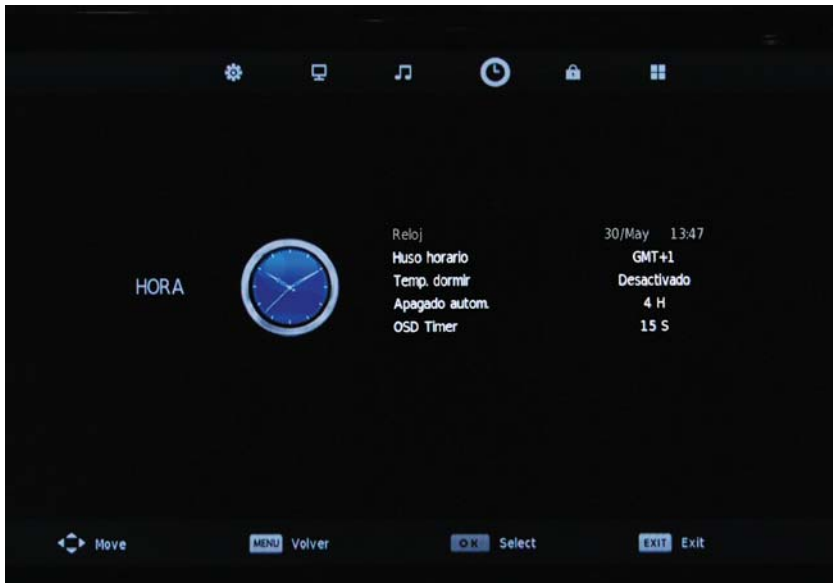 Reloj 30/May 13:47
Huso horario GMT+1
HORA
Temp. dormir Desactivado
Apagado autom. 4 H
OSD Timer 15 S
Move MENU Volver OK Select EXIT Exit